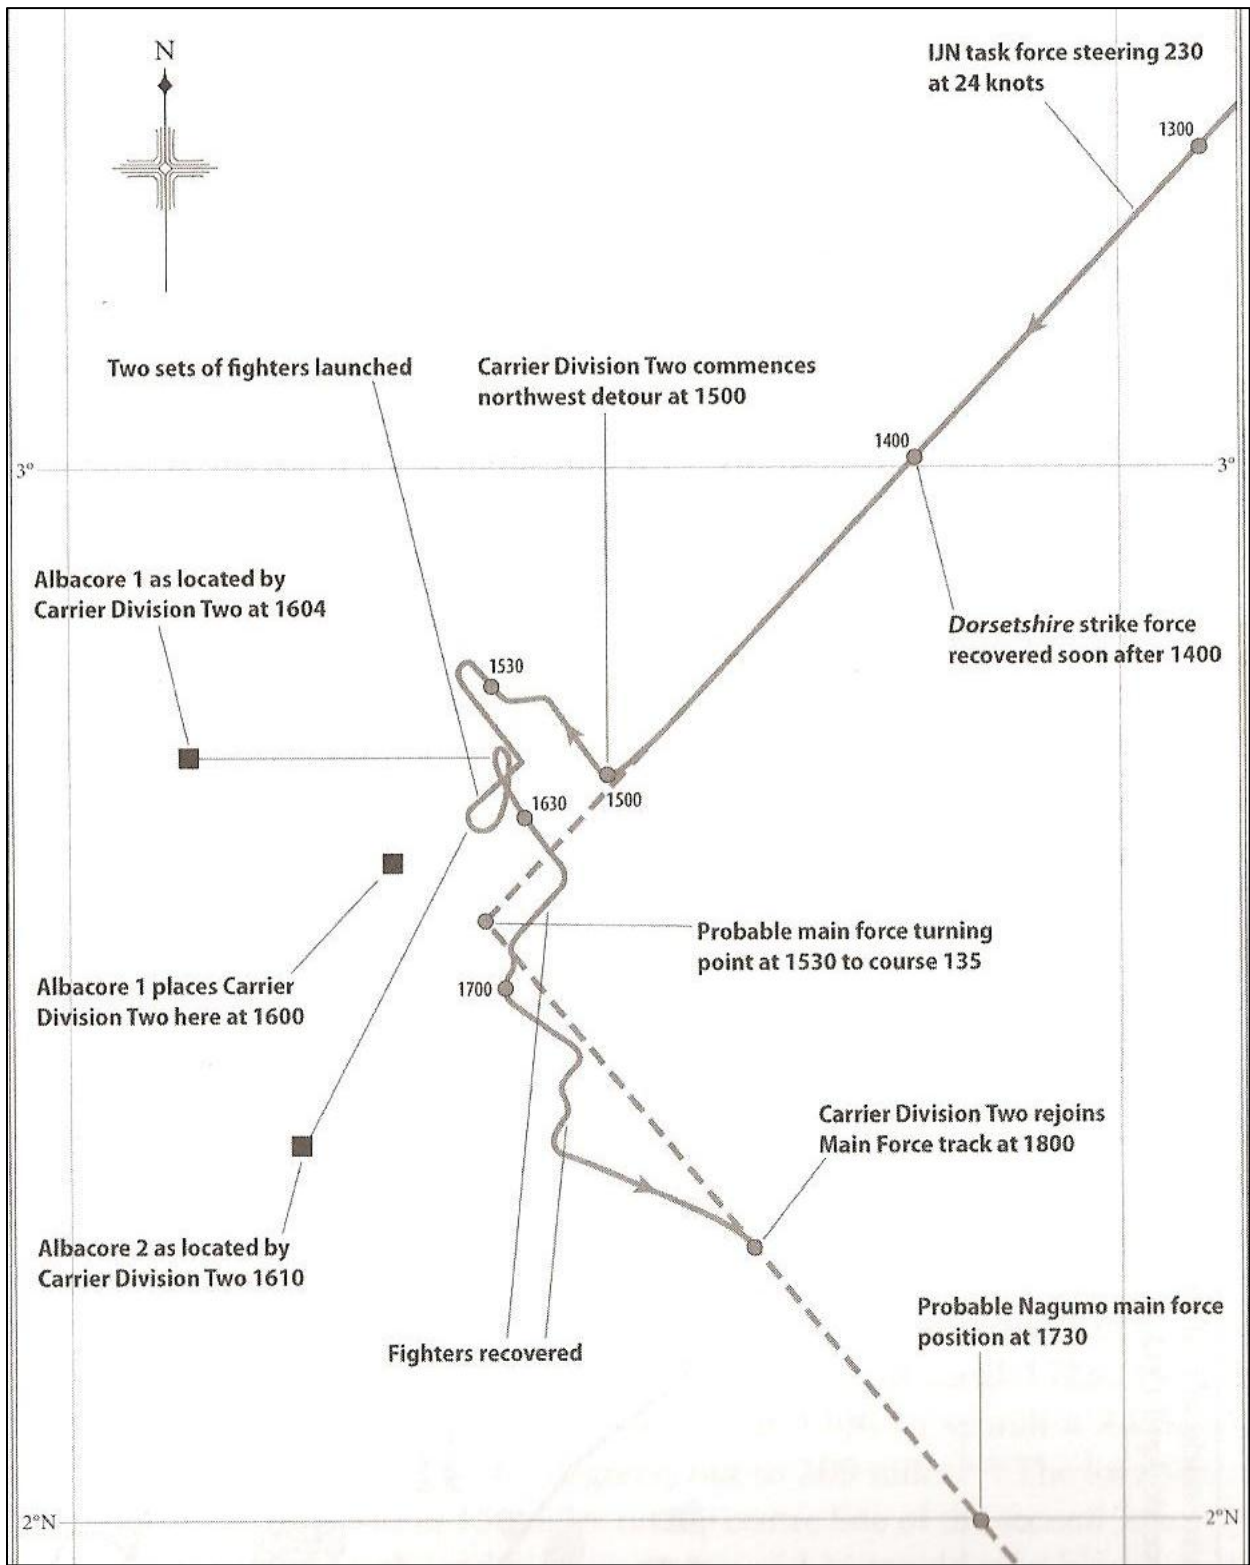 N
IJN task force steering 230
at 24 knots
1300
Two sets of fighters launched
Carrier Division Two commences
northwest detour at 1500
1400
3°
3°
Albacore 1 as located by
Carrier Division Two at 1604
Dorsetshire strike force
recovered soon after 1400
1530
1630
1500
Probable main force turning
point at 1530 to course 135
Albacore 1 places Carrier
Division Two here at 1600
1700
Carrier Division Two rejoins
Main Force track at 1800
Albacore 2 as located by
Carrier Division Two 1610
Probable Nagumo main force
position at 1730
Fighters recovered
2°N
2°N